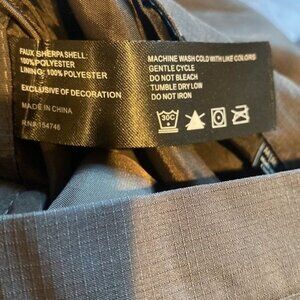 FAUX SHERPA SHELL:
100% POLYESTER
LINING: 100% POLYESTER
EXCLUSIVE OF DECORATION
MADE IN CHINA
RN# 154746
MACHINE WASH COLD WITH LIKE COLORS
GENTLE CYCLE
DO NOT BLEACH
TUMBLE DRY LOW
DO NOT IRON
30C